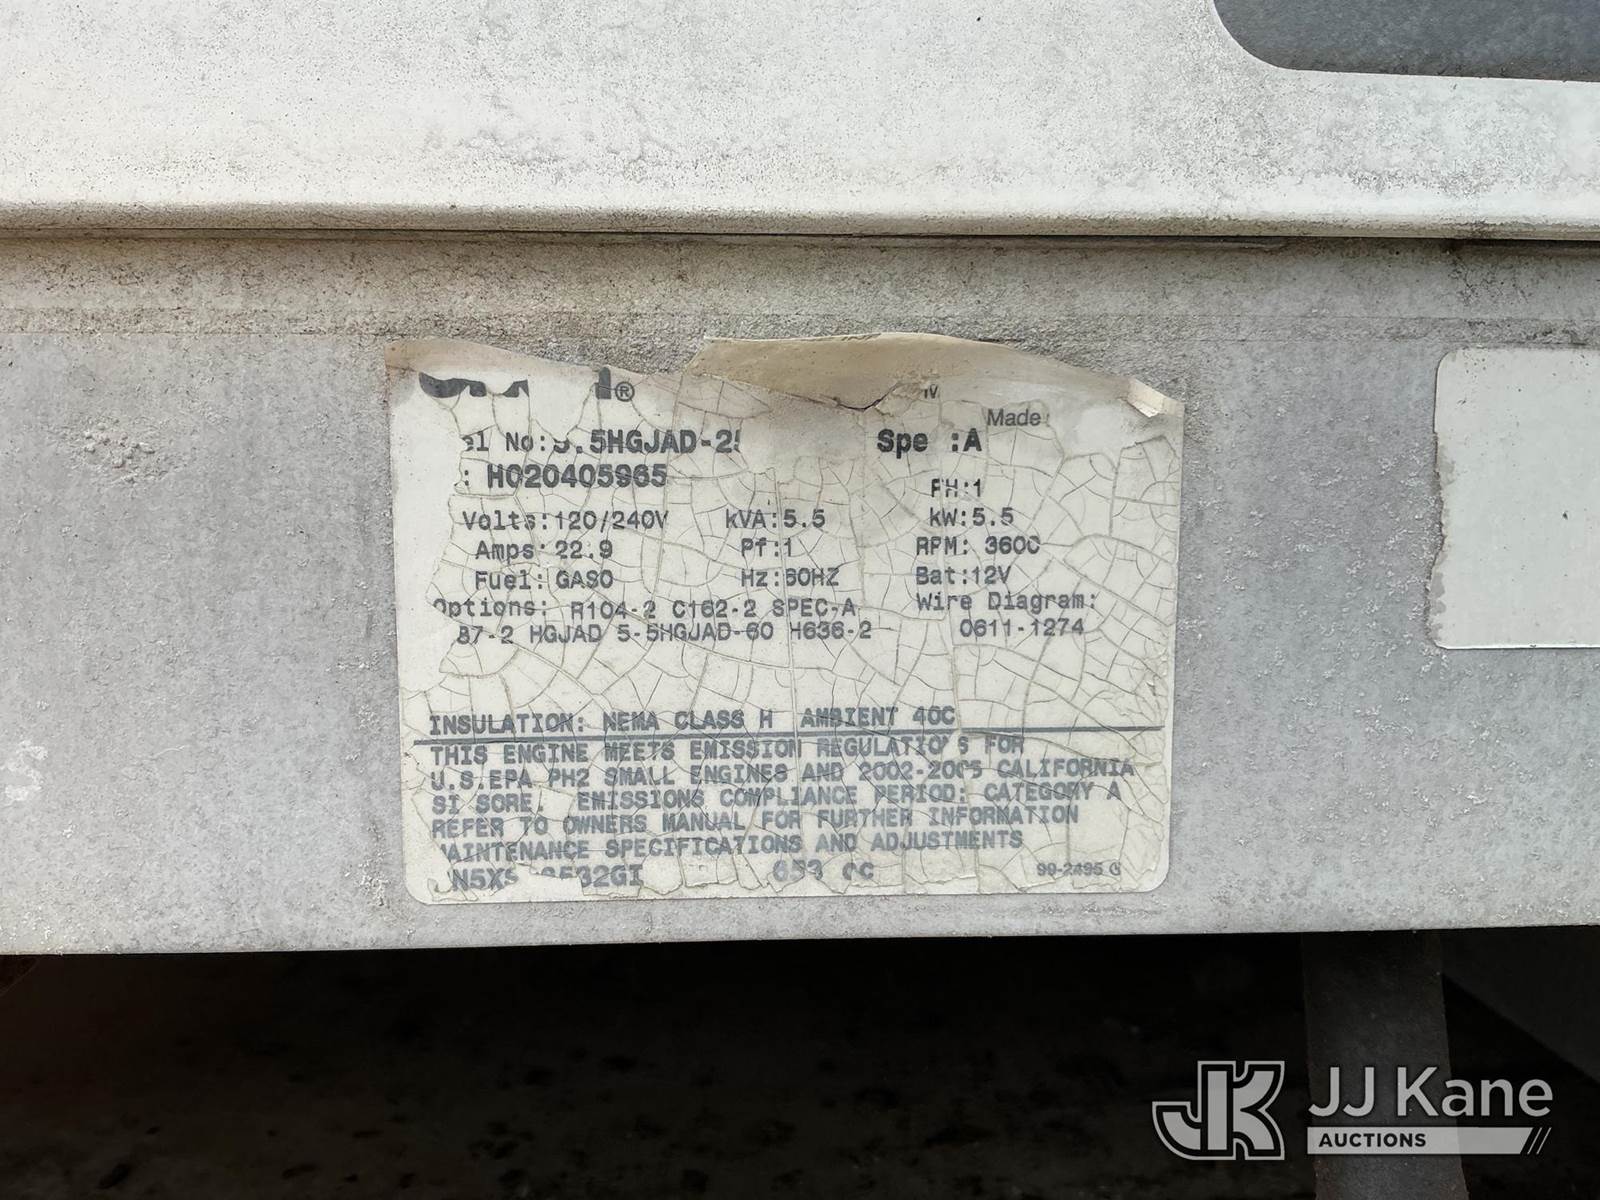 ®
Made
No: 5.5HGJAD-2
Spe :A
: H020405965
PH:1
Volts:120/240V kVA:5.5 kW:5.5
Amps: 22.9 Pf:1 RPM: 3600
Fuel: GASO Hz:60HZ Bat:12V
Options: R104-2 C162-2 SPEC-A Wire Diagram:
87-2 HGJAD 5-5HGJAD-60 H636-2 0611-1274
INSULATION: NEMA CLASS H AMBIENT 40C
THIS ENGINE MEETS EMISSION REGULATIONS FOR
U.S.EPA PH2 SMALL ENGINES AND 2002-2005 CALIFORNIA
SI SORE. EMISSIONS COMPLIANCE PERIOD: CATEGORY A
REFER TO OWNERS MANUAL FOR FURTHER INFORMATION
MAINTENANCE SPECIFICATIONS AND ADJUSTMENTS
653 cc 99-2495
JK JJ Kane
AUCTIONS